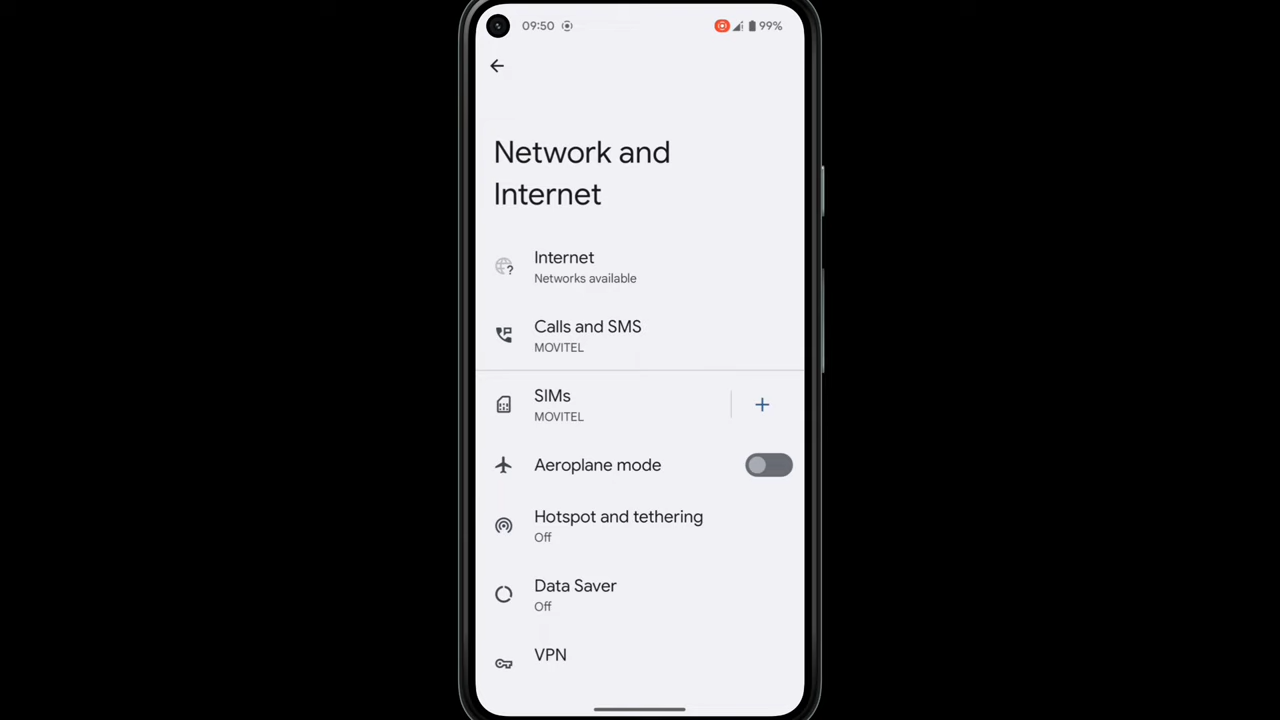 09:50
99%
Network and
Internet
Internet
Networks available
Calls and SMS
MOVITEL
SIMs
MOVITEL
Aeroplane mode
Hotspot and tethering
Off
Data Saver
Off
VPN